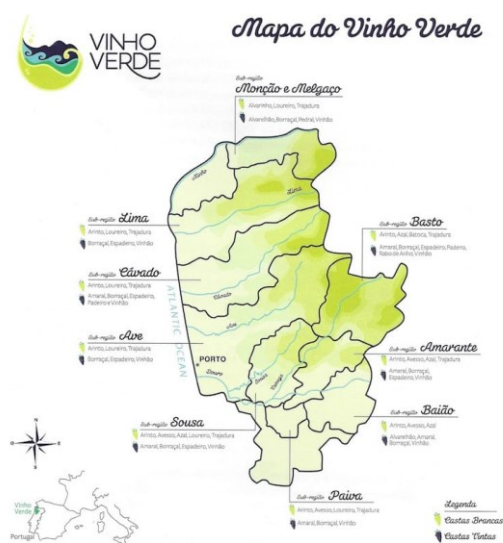 VINHO
VERDE
Mapa do Vinho Verde
Sub-região
Monção e Melgaço
Alvarinho, Loureiro, Trajadura
Alvarelhão, Borraçal, Pedral, Vinhão
Minho
Lima
Sub-região Lima
Arinto, Loureiro, Trajadura
Borraçal, Espadeiro, Vinhão
Sub-região Basto
Arinto, Azal, Batoca, Trajadura
Amaral, Borraçal, Espadeiro, Padeiro,
Rabo de Anho, Vinhão
Sub-região Cávado
Arinto, Loureiro, Trajadura
Amaral, Borraçal, Espadeiro,
Padeiro e Vinhão
Cávado
ATLANTIC OCEAN
Sub-região Ave
Arinto, Loureiro, Trajadura
Borraçal, Espadeiro, Vinhão
Ave
PORTO
Douro
Sousa
Tâmega
Sub-região Amarante
Arinto, Avesso, Azal, Trajadura
Amaral, Borraçal,
Espadeiro, Vinhão
Sub-região Sousa
Arinto, Avesso, Azal, Loureiro, Trajadura
Amaral, Borraçal, Avesso, Espadeiro, Vinhão
Sub-região Baião
Arinto, Avesso, Azal
Alvarelhão, Amaral,
Borraçal, Vinhão
Sub-região Paiva
Arinto, Avesso, Loureiro, Trajadura
Amaral, Borraçal, Vinhão
Vinho
Verde
Portugal
Legenda
Castas Brancas
Castas Tintas